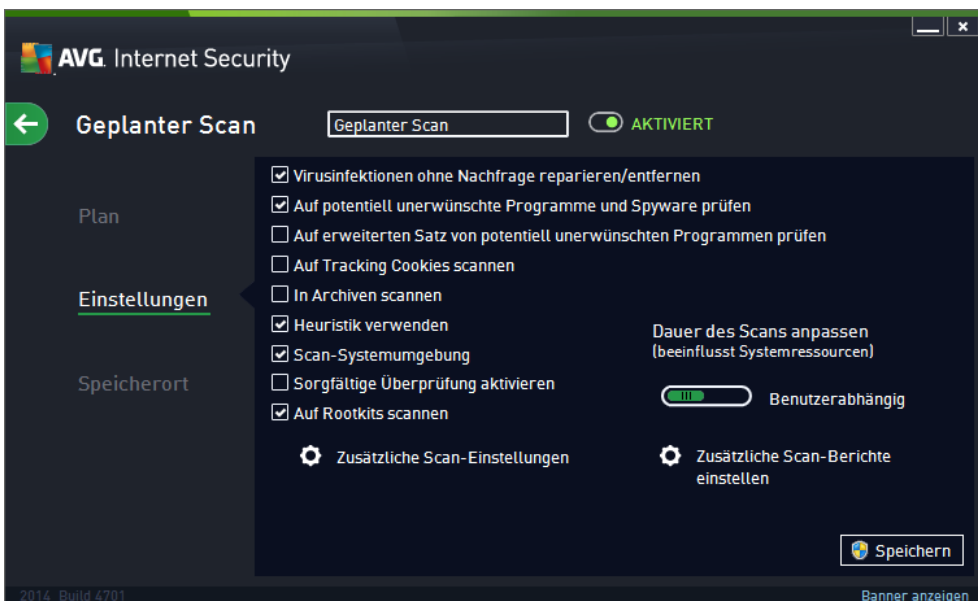 AVG. Internet Security
Geplanter Scan
Geplanter Scan
AKTIVIERT
Plan
Einstellungen
Speicherort
Virusinfektionen ohne Nachfrage reparieren/entfernen
Auf potentiell unerwünschte Programme und Spyware prüfen
Auf erweiterten Satz von potentiell unerwünschten Programmen prüfen
Auf Tracking Cookies scannen
In Archiven scannen
Heuristik verwenden
Scan-Systemumgebung
Sorgfältige Überprüfung aktivieren
Auf Rootkits scannen
Dauer des Scans anpassen
(beeinflusst Systemressourcen)
Benutzerabhängig
Zusätzliche Scan-Einstellungen
Zusätzliche Scan-Berichte
einstellen
Speichern
2014 Build 4701
Banner anzeigen